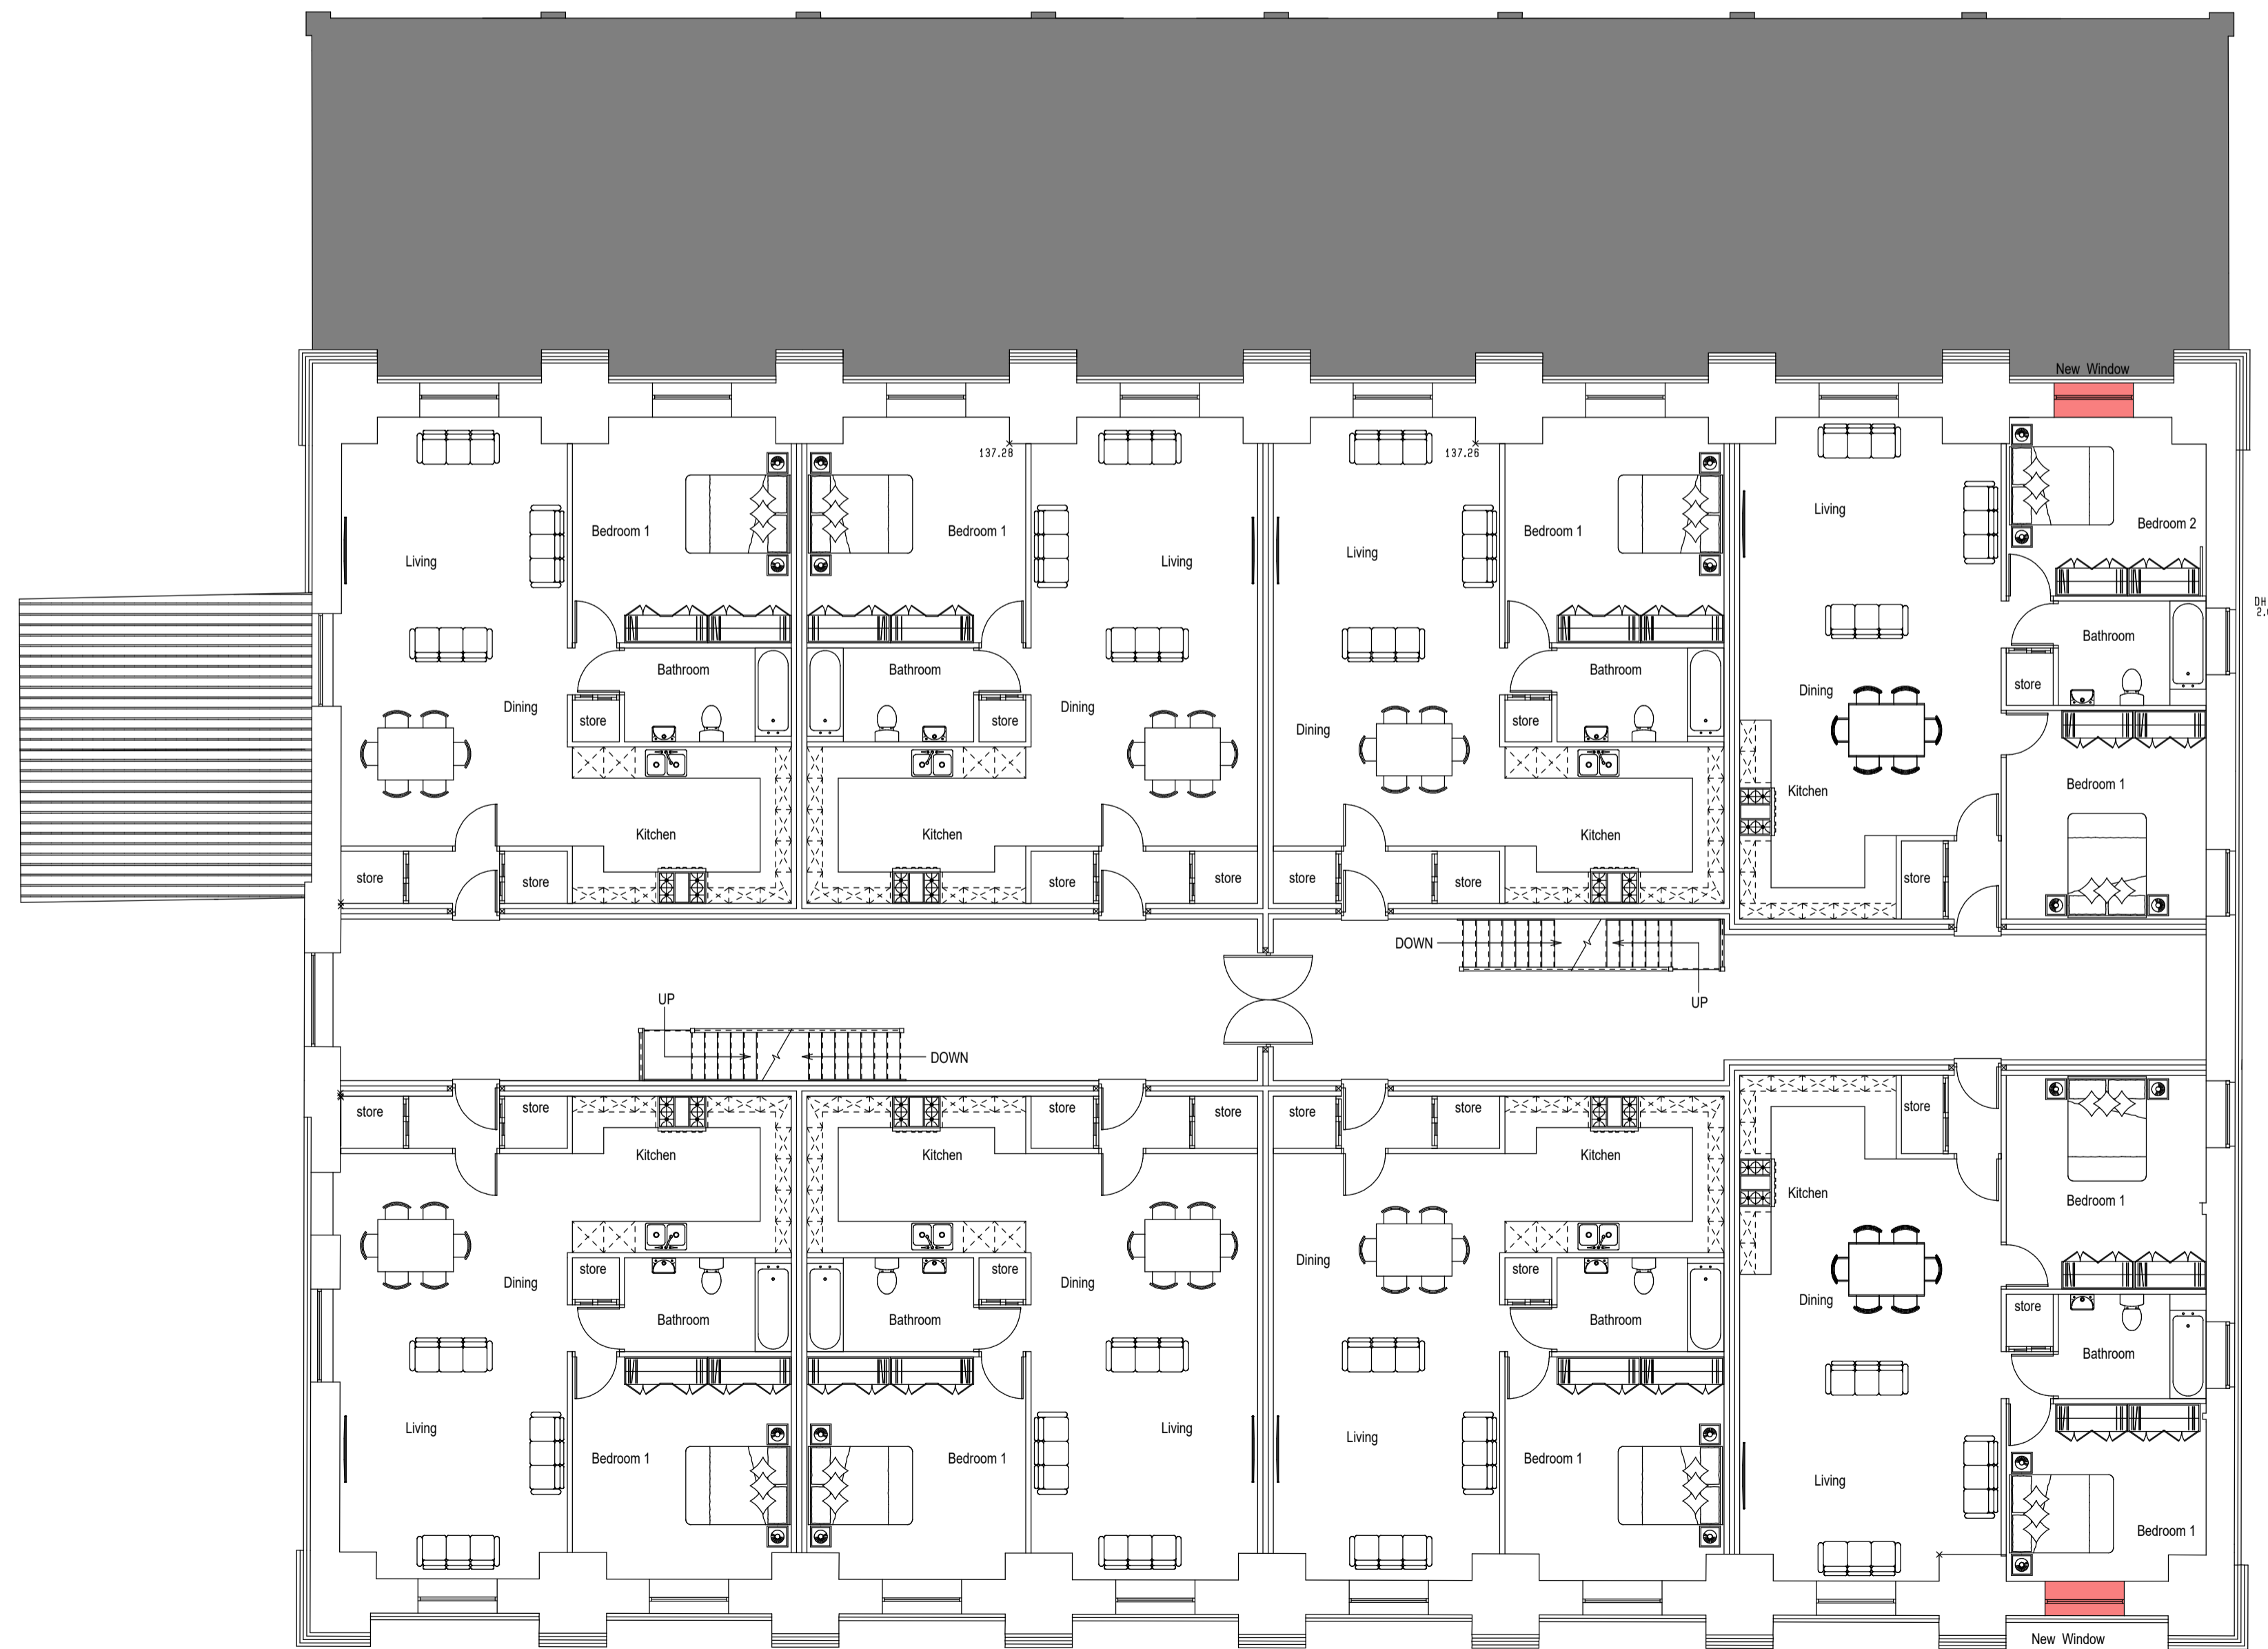 New Window
137.28
137.26
Living
Bedroom 2
Bedroom 1
Bedroom 1
Bedroom 1
Living
Living
Living
DH
Bathroom
Bathroom
Bathroom
Bathroom
store
Dining
Dining
Dining
Dining
store
store
store
Bedroom 1
Kitchen
Kitchen
Kitchen
Kitchen
store
store
store
store
store
store
store
DOWN
UP
UP
DOWN
store
store
store
store
store
store
store
Kitchen
Kitchen
Kitchen
Kitchen
Bedroom 1
Dining
Dining
Dining
Dining
store
store
store
store
Bathroom
Bathroom
Bathroom
Bathroom
Living
Living
Living
Living
Bedroom 1
Bedroom 1
Bedroom 1
Bedroom 1
New Window